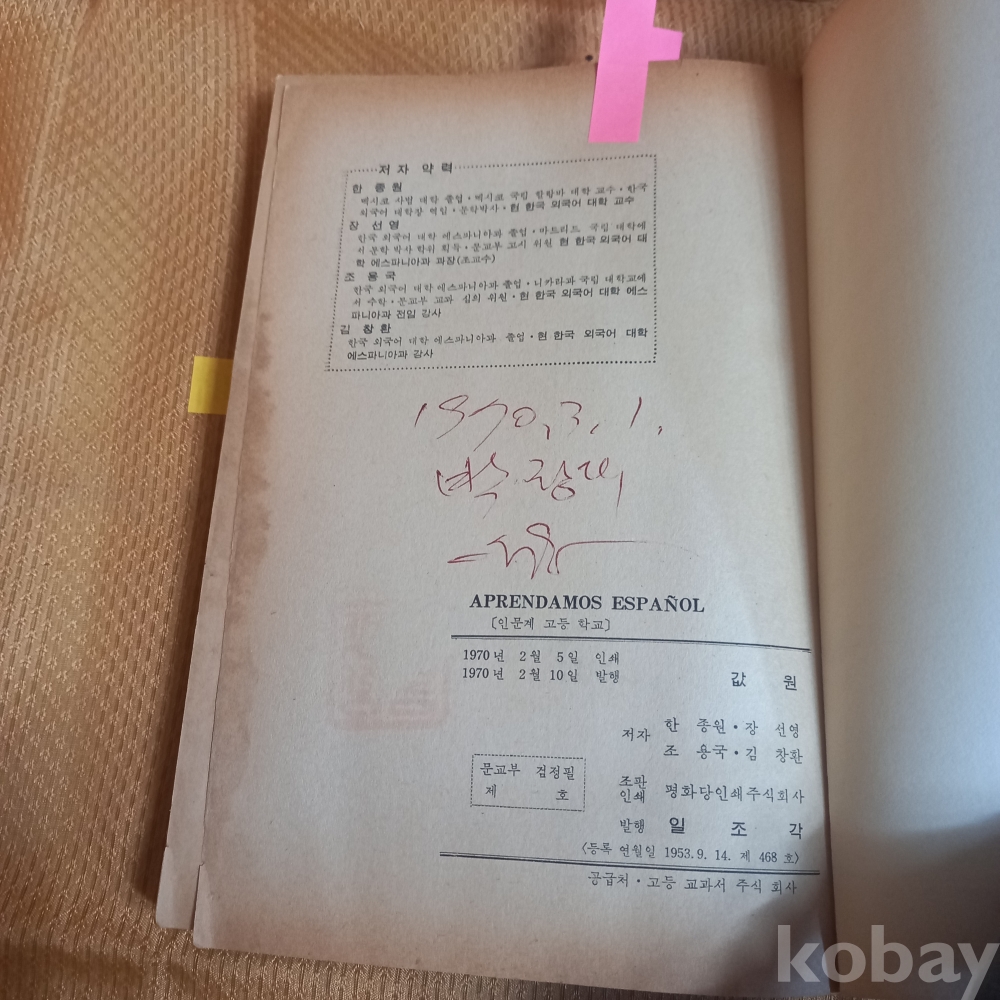 저자 약력
한 종원
멕시코 사범 대학 졸업・멕시코 국립 할라바 대학 교수・한국
외국어 대학장 역임・문학박사・현 한국 외국어 대학 교수
장 선영
한국 외국어 대학 에스파니아과 졸업・마드리드 국립 대학에
서 문학 박사 학위 획득・문교부 고시 위원 현 한국 외국어 대
학 에스파니아과 과장(조교수)
조 용국
한국 외국어 대학 에스파니아과 졸업・니카라과 국립 대학교에
서 수학・문교부 교과 심의 위원・현 한국 외국어 대학 에스
파니아과 전임 강사
김 창환
한국 외국어 대학 에스파니아과 졸업・현 한국 외국어 대학
에스파니아과 강사
1970. 3. 1.
APRENDAMOS ESPAÑOL
〔인문계 고등 학교〕
1970년 2월 5일 인쇄
1970년 2월 10일 발행
값 원
저자 한 종원・장 선영
조 용국・김 창환
문교부 검정필
제 호
조판
인쇄 평화당인쇄주식회사
발행 일 조 각
〈등록 연월일 1953. 9. 14. 제 468 호〉
공급처・고등 교과서 주식 회사
kobay